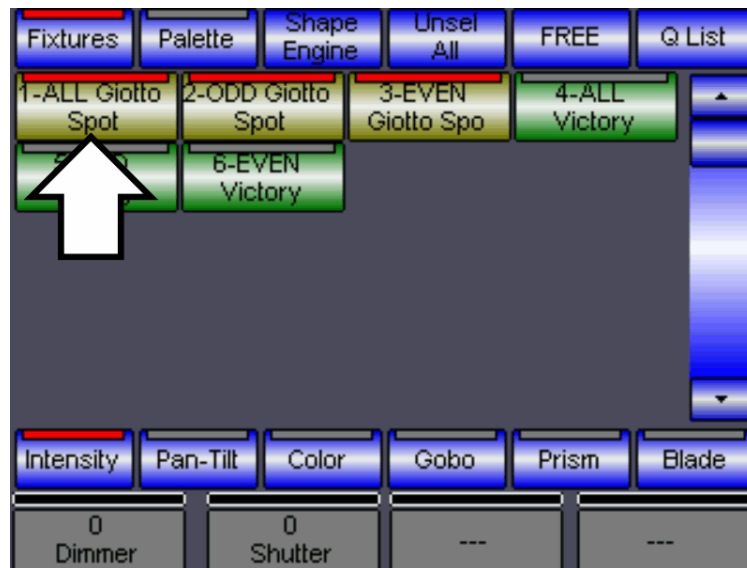 Fixtures
Palette
Shape
Engine
Unsel
All
FREE
Q List
1-ALL Giotto
Spot
2-ODD Giotto
Spot
3-EVEN
Giotto Spo
4-ALL
Victory
6-EVEN
Victory
Intensity
Pan-Tilt
Color
Gobo
Prism
Blade
0
Dimmer
0
Shutter
---
---